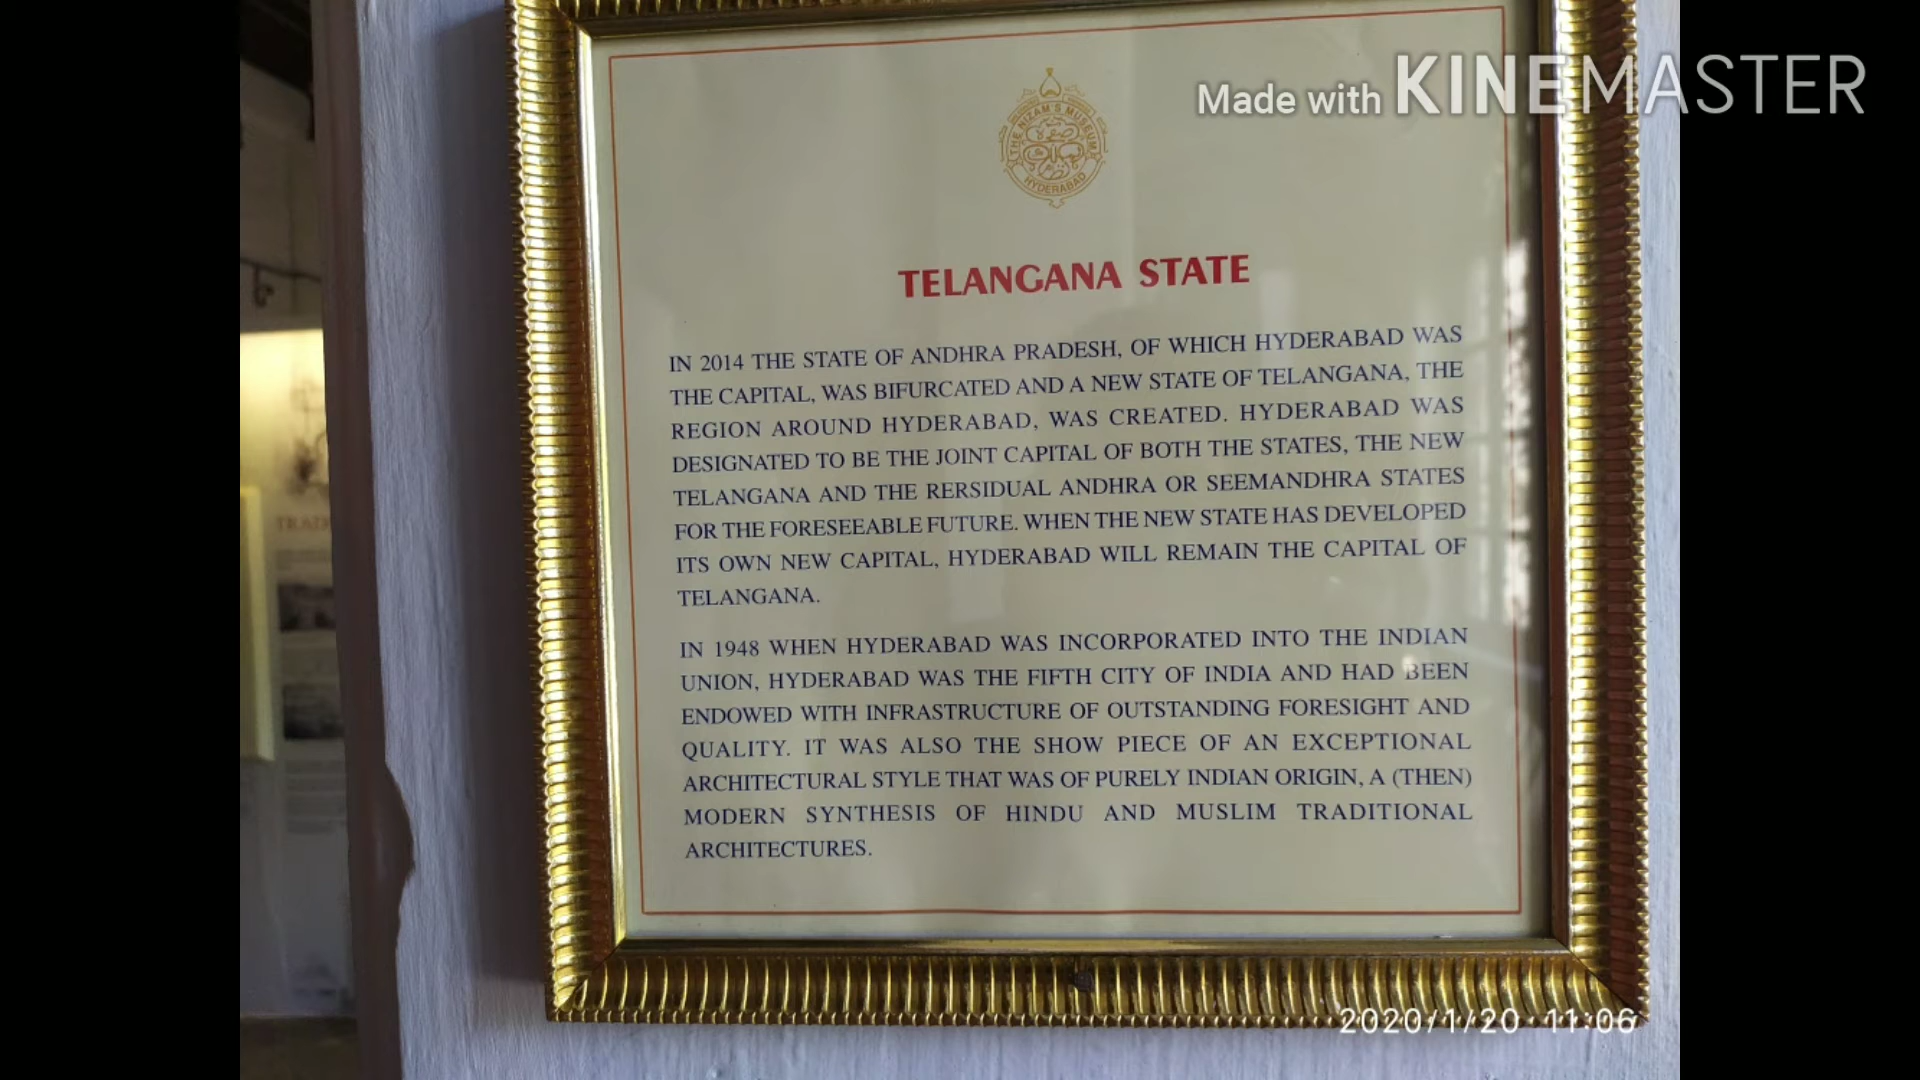 Made with KINEMASTER
THE NIZAM'S MUSEUM
HYDERABAD
TELANGANA STATE
IN 2014 THE STATE OF ANDHRA PRADESH, OF WHICH HYDERABAD WAS
THE CAPITAL, WAS BIFURCATED AND A NEW STATE OF TELANGANA, THE
REGION AROUND HYDERABAD, WAS CREATED. HYDERABAD WAS
DESIGNATED TO BE THE JOINT CAPITAL OF BOTH THE STATES, THE NEW
TELANGANA AND THE RERSIDUAL ANDHRA OR SEEMANDHRA STATES
FOR THE FORESEEABLE FUTURE. WHEN THE NEW STATE HAS DEVELOPED
ITS OWN NEW CAPITAL, HYDERABAD WILL REMAIN THE CAPITAL OF
TELANGANA.
IN 1948 WHEN HYDERABAD WAS INCORPORATED INTO THE INDIAN
UNION, HYDERABAD WAS THE FIFTH CITY OF INDIA AND HAD BEEN
ENDOWED WITH INFRASTRUCTURE OF OUTSTANDING FORESIGHT AND
QUALITY. IT WAS ALSO THE SHOW PIECE OF AN EXCEPTIONAL
ARCHITECTURAL STYLE THAT WAS OF PURELY INDIAN ORIGIN, A (THEN)
MODERN SYNTHESIS OF HINDU AND MUSLIM TRADITIONAL
ARCHITECTURES.
2020/1/20 11:06